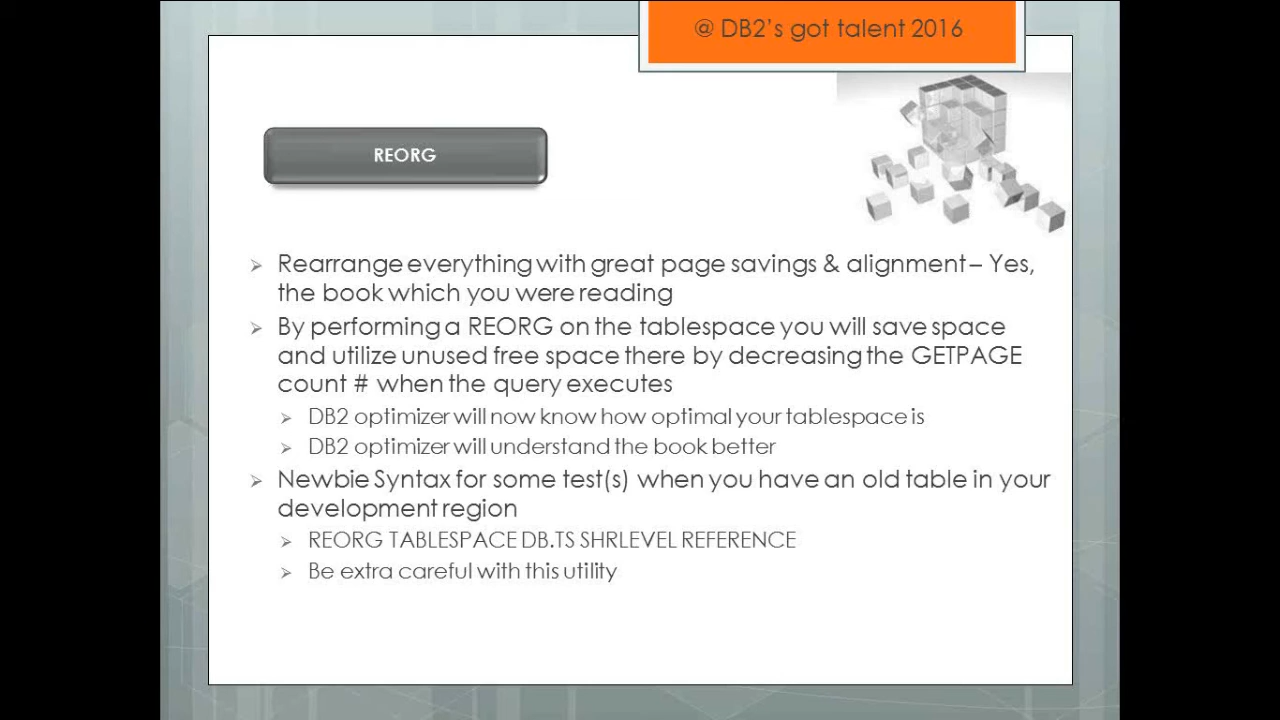 @ DB2's got talent 2016
REORG
Rearrange everything with great page savings & alignment – Yes,
the book which you were reading
By performing a REORG on the tablespace you will save space
and utilize unused free space there by decreasing the GETPAGE
count # when the query executes
DB2 optimizer will now know how optimal your tablespace is
DB2 optimizer will understand the book better
Newbie Syntax for some test(s) when you have an old table in your
development region
REORG TABLESPACE DB.TS SHRLEVEL REFERENCE
Be extra careful with this utility